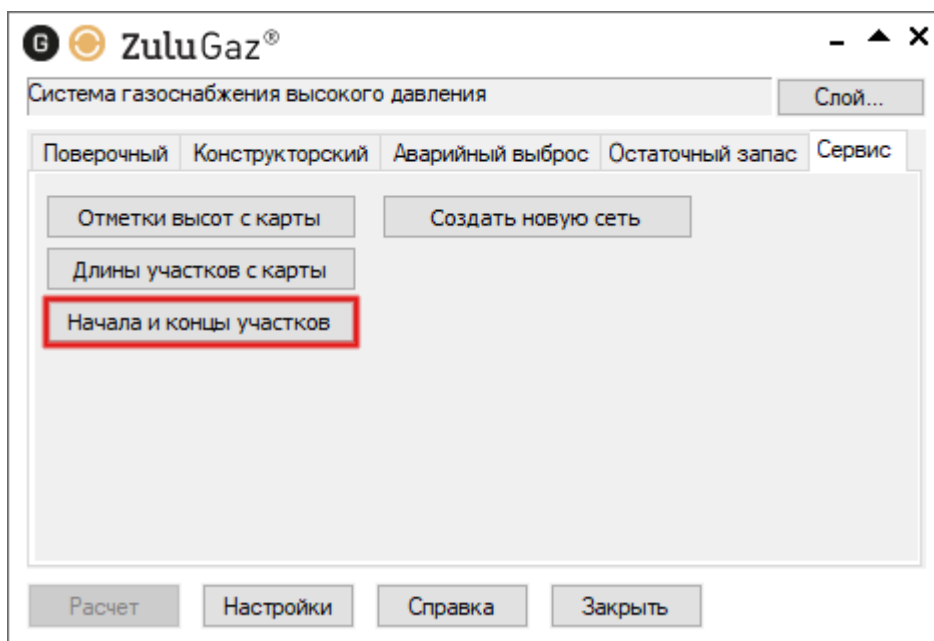 ZuluGaz®
Система газоснабжения высокого давления
Слой...
Поверочный Конструкторский Аварийный выброс Остаточный запас Сервис
Отметки высот с карты Создать новую сеть
Длины участков с карты
Начала и концы участков
Расчет Настройки Справка Закрыть